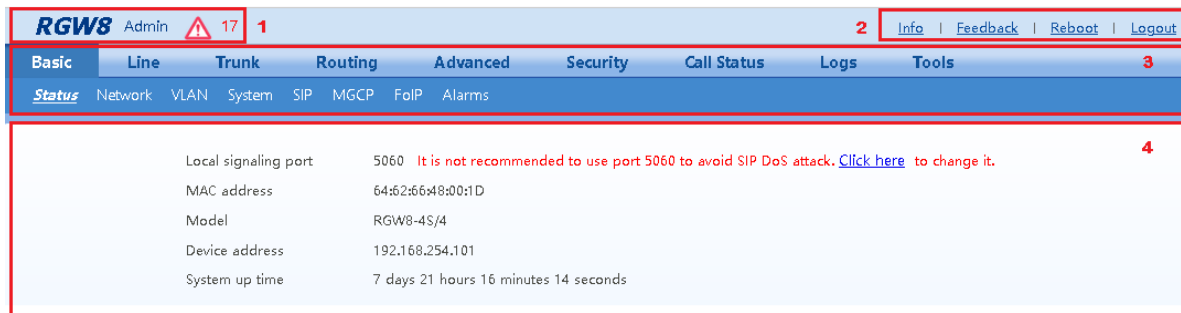 RGW8 Admin 17 1 2 Info | Feedback | Reboot | Logout
Basic Line Trunk Routing Advanced Security Call Status Logs Tools 3
Status Network VLAN System SIP MGCP FoIP Alarms
4
Local signaling port 5060 It is not recommended to use port 5060 to avoid SIP DoS attack. Click here to change it.
MAC address 64:62:66:48:00:1D
Model RGW8-4S/4
Device address 192.168.254.101
System up time 7 days 21 hours 16 minutes 14 seconds